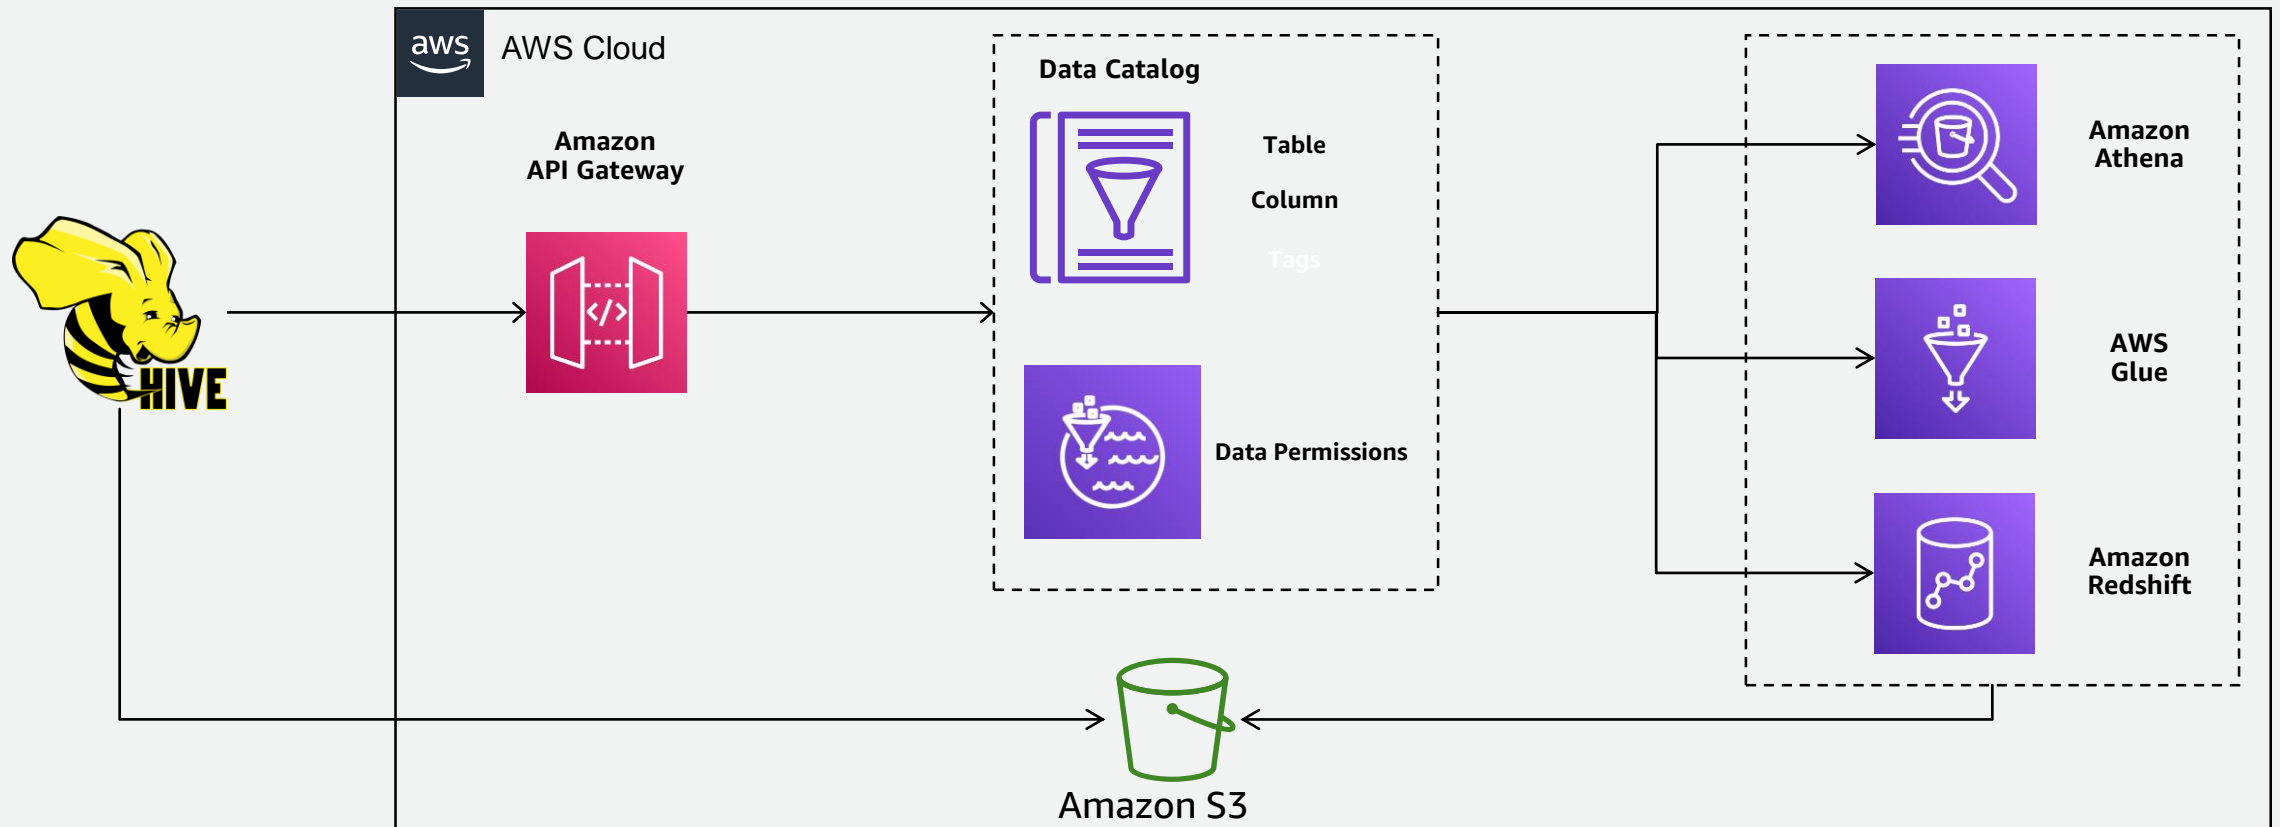 aws
AWS Cloud
Amazon
API Gateway
</>
HIVE
Data Catalog
Table
Column
Tags
Data Permissions
Amazon
Athena
AWS
Glue
Amazon
Redshift
Amazon S3